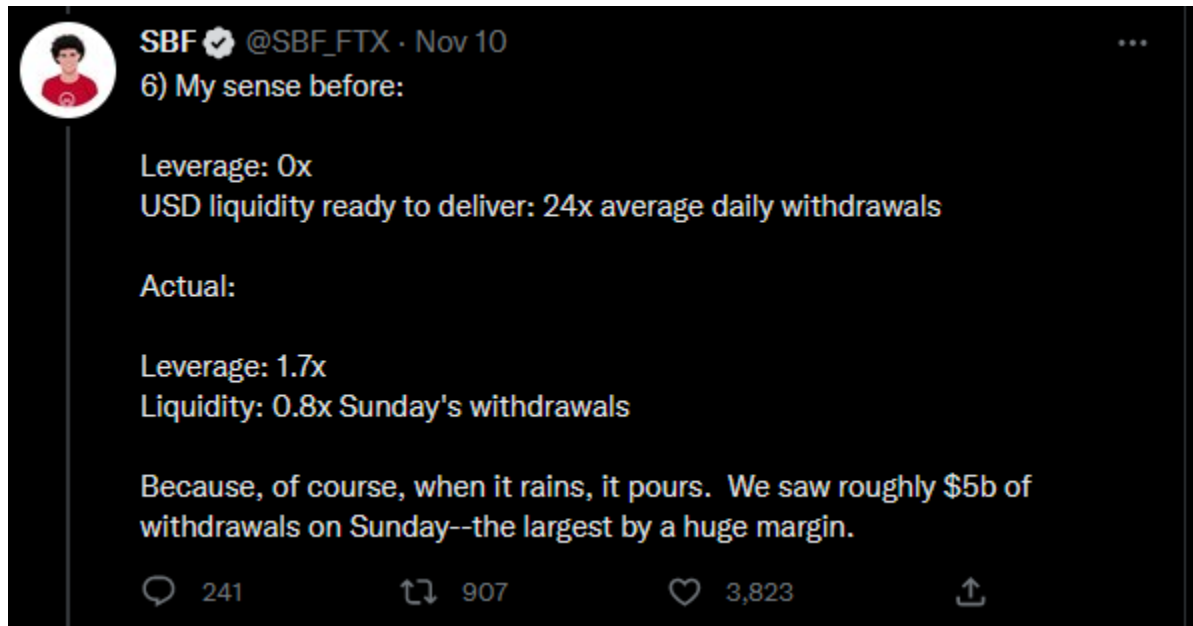 SBF @SBF_FTX · Nov 10
6) My sense before:
Leverage: 0x
USD liquidity ready to deliver: 24x average daily withdrawals
Actual:
Leverage: 1.7x
Liquidity: 0.8x Sunday's withdrawals
Because, of course, when it rains, it pours.  We saw roughly $5b of
withdrawals on Sunday--the largest by a huge margin.
241 907 3,823